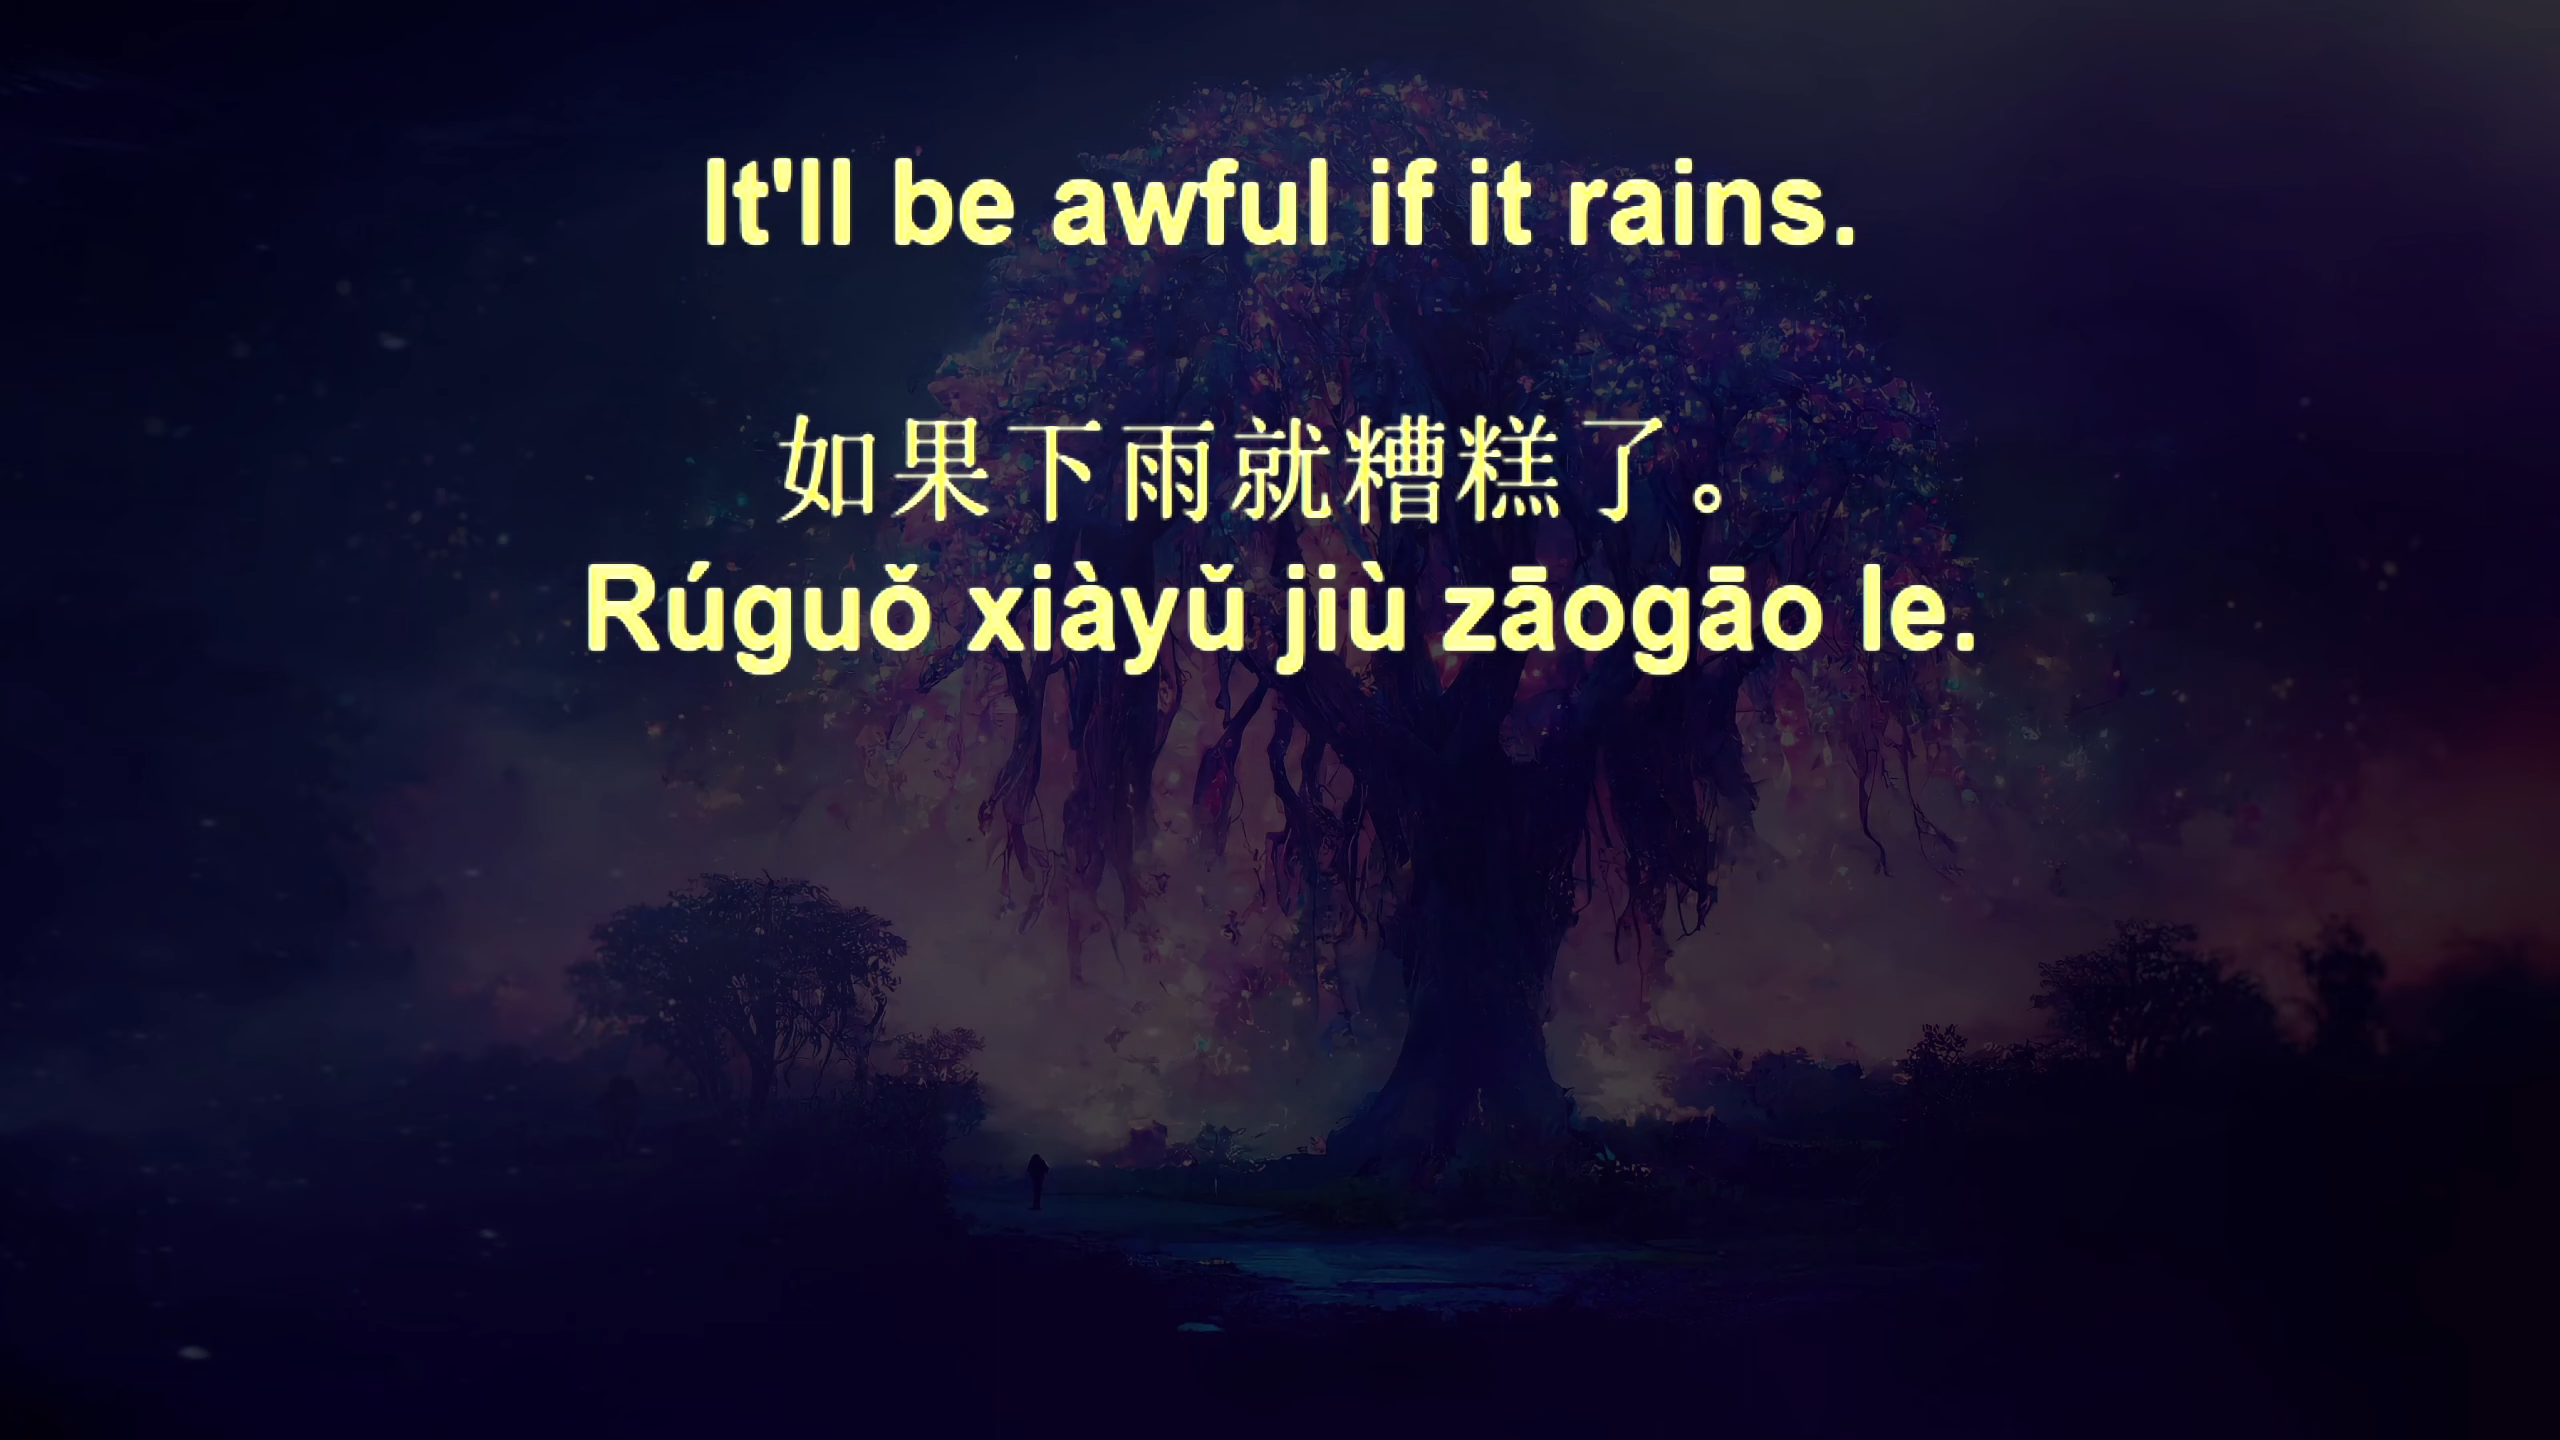 It'll be awful if it rains.
如果下雨就糟糕了。
Rúguǒ xiàyǔ jiù zāogāo le.